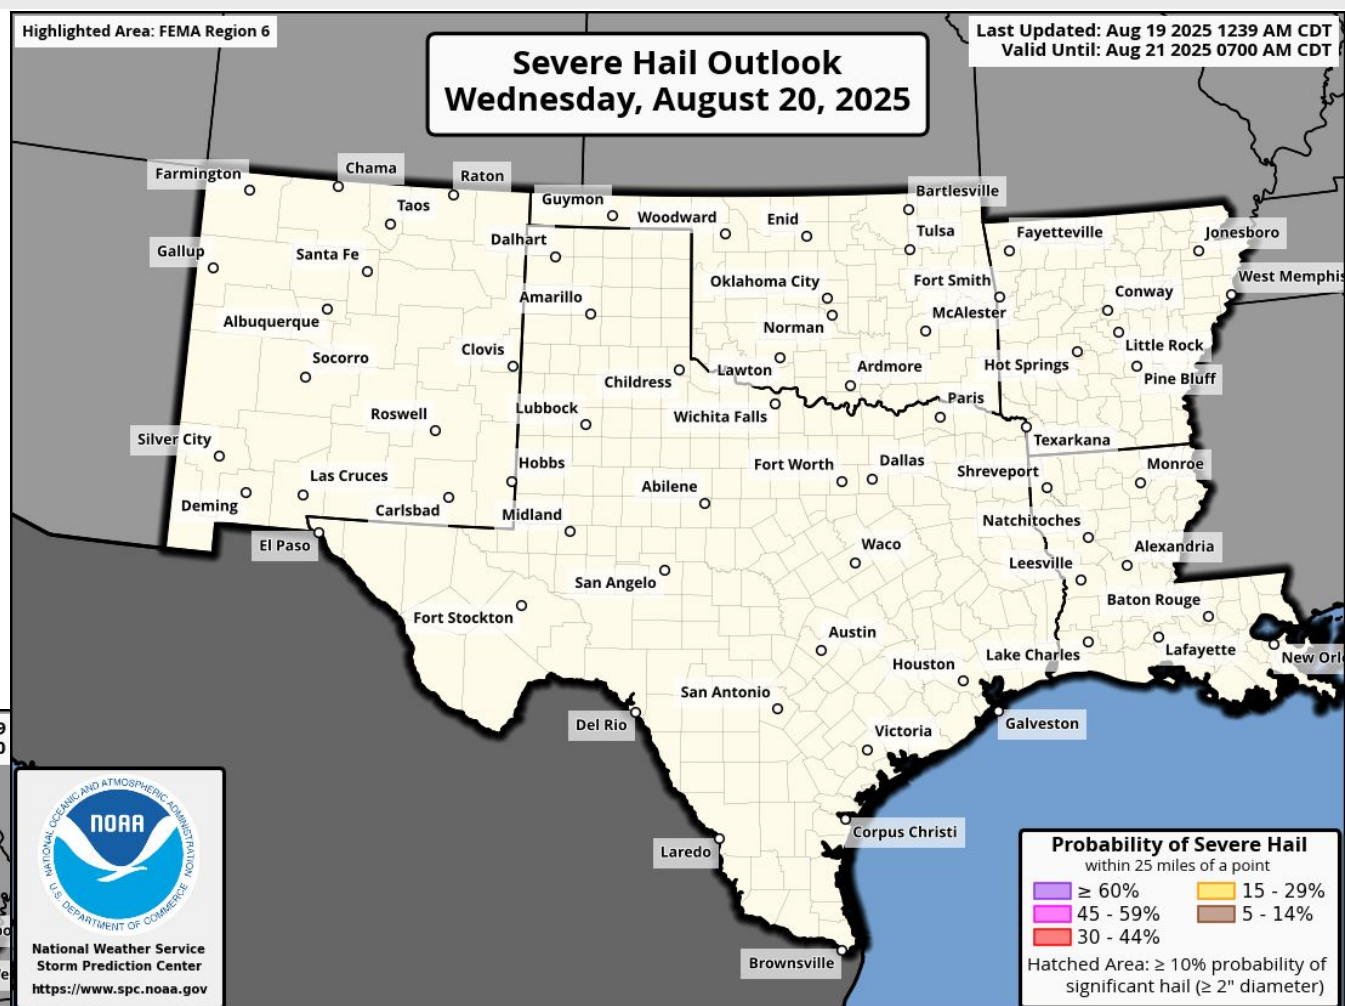 Highlighted Area: FEMA Region 6
Last Updated: Aug 19 2025 1239 AM CDT
Valid Until: Aug 21 2025 0700 AM CDT
Severe Hail Outlook
Wednesday, August 20, 2025
Farmington
Chama
Raton
Guymon
Bartlesville
Taos
Woodward
Enid
Tulsa
Fayetteville
Jonesboro
Gallup
Santa Fe
Dalhart
Oklahoma City
Fort Smith
West Memphis
Albuquerque
Amarillo
Norman
McAlester
Conway
Socorro
Clovis
Childress
Lawton
Ardmore
Hot Springs
Little Rock
Pine Bluff
Roswell
Lubbock
Wichita Falls
Paris
Silver City
Texarkana
Las Cruces
Hobbs
Abilene
Fort Worth
Dallas
Shreveport
Monroe
Deming
Carlsbad
Midland
Natchitoches
El Paso
San Angelo
Waco
Leesville
Alexandria
Fort Stockton
Baton Rouge
Austin
Houston
Lake Charles
Lafayette
New Orl
San Antonio
Del Rio
Victoria
Galveston
Laredo
Corpus Christi
Brownsville
9
0
NATIONAL OCEANIC AND ATMOSPHERIC ADMINISTRATION
NOAA
U.S. DEPARTMENT OF COMMERCE
National Weather Service
Storm Prediction Center
https://www.spc.noaa.gov
Probability of Severe Hail
within 25 miles of a point
≥ 60%
15 - 29%
45 - 59%
5 - 14%
30 - 44%
Hatched Area: ≥ 10% probability of
significant hail (≥ 2" diameter)